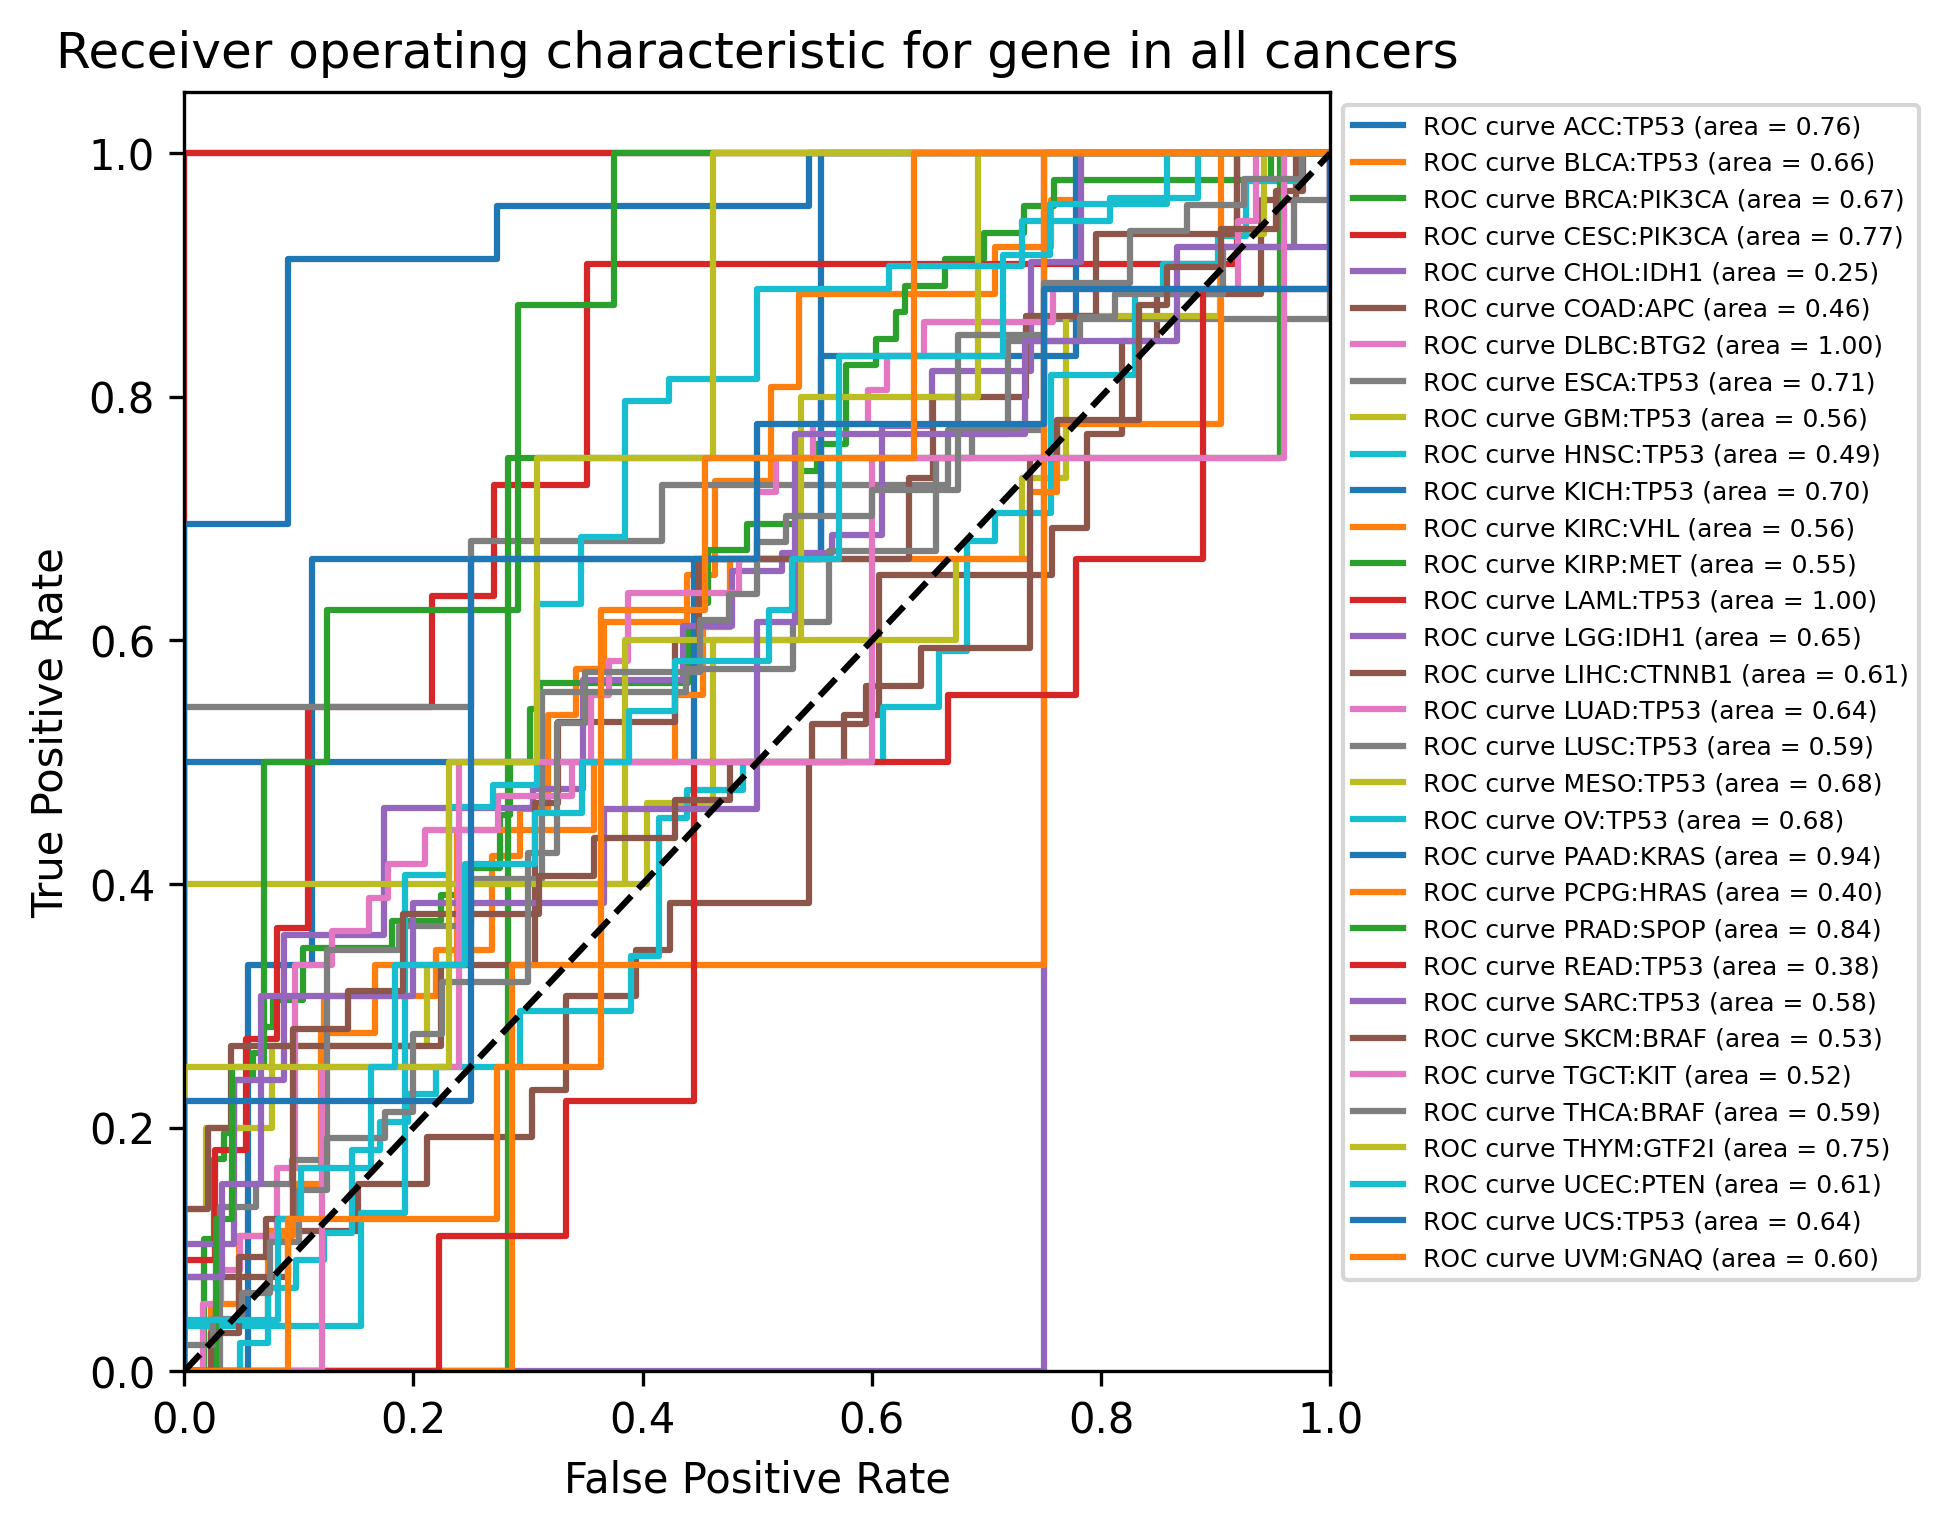 Receiver operating characteristic for gene in all cancers
True Positive Rate
1.0
0.8
0.6
0.4
0.2
0.0
0.0 0.2 0.4 0.6 0.8 1.0
False Positive Rate
ROC curve ACC:TP53 (area = 0.76)
ROC curve BLCA:TP53 (area = 0.66)
ROC curve BRCA:PIK3CA (area = 0.67)
ROC curve CESC:PIK3CA (area = 0.77)
ROC curve CHOL:IDH1 (area = 0.25)
ROC curve COAD:APC (area = 0.46)
ROC curve DLBC:BTG2 (area = 1.00)
ROC curve ESCA:TP53 (area = 0.71)
ROC curve GBM:TP53 (area = 0.56)
ROC curve HNSC:TP53 (area = 0.49)
ROC curve KICH:TP53 (area = 0.70)
ROC curve KIRC:VHL (area = 0.56)
ROC curve KIRP:MET (area = 0.55)
ROC curve LAML:TP53 (area = 1.00)
ROC curve LGG:IDH1 (area = 0.65)
ROC curve LIHC:CTNNB1 (area = 0.61)
ROC curve LUAD:TP53 (area = 0.64)
ROC curve LUSC:TP53 (area = 0.59)
ROC curve MESO:TP53 (area = 0.68)
ROC curve OV:TP53 (area = 0.68)
ROC curve PAAD:KRAS (area = 0.94)
ROC curve PCPG:HRAS (area = 0.40)
ROC curve PRAD:SPOP (area = 0.84)
ROC curve READ:TP53 (area = 0.38)
ROC curve SARC:TP53 (area = 0.58)
ROC curve SKCM:BRAF (area = 0.53)
ROC curve TGCT:KIT (area = 0.52)
ROC curve THCA:BRAF (area = 0.59)
ROC curve THYM:GTF2I (area = 0.75)
ROC curve UCEC:PTEN (area = 0.61)
ROC curve UCS:TP53 (area = 0.64)
ROC curve UVM:GNAQ (area = 0.60)